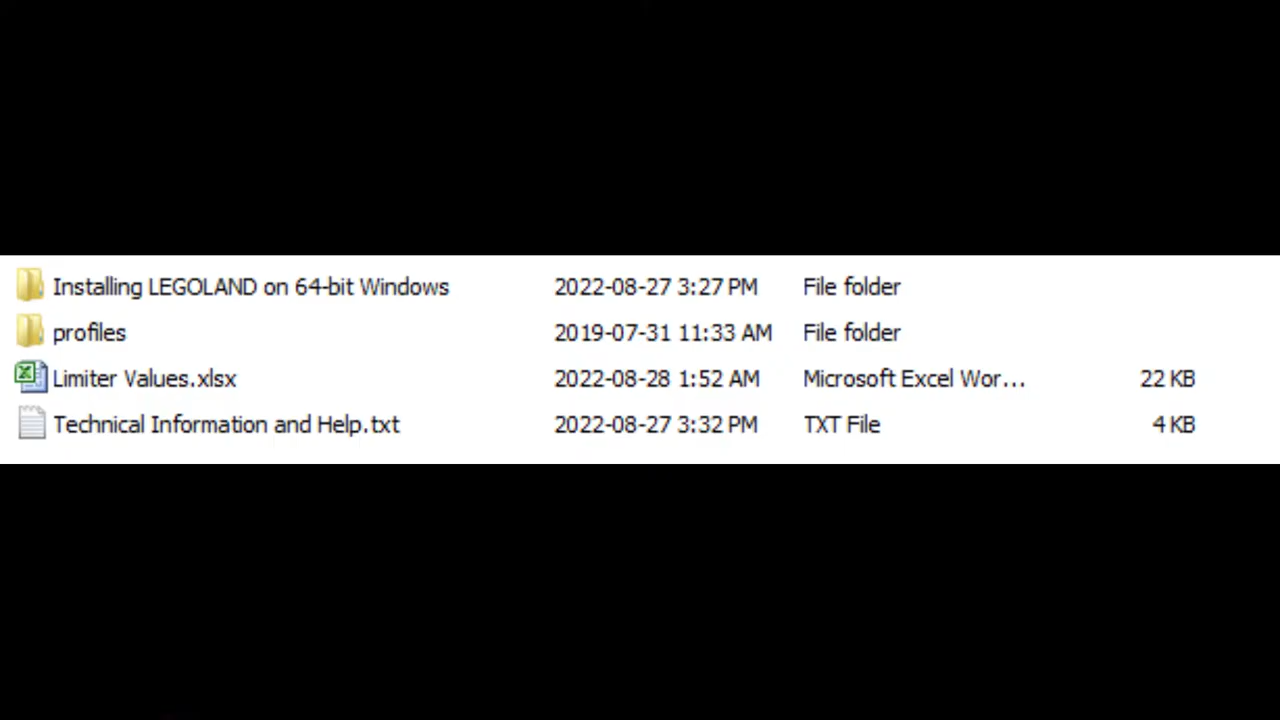 Installing LEGOLAND on 64-bit Windows 2022-08-27 3:27 PM File folder
profiles 2019-07-31 11:33 AM File folder
Limiter Values.xlsx 2022-08-28 1:52 AM Microsoft Excel Wor... 22 KB
Technical Information and Help.txt 2022-08-27 3:32 PM TXT File 4 KB